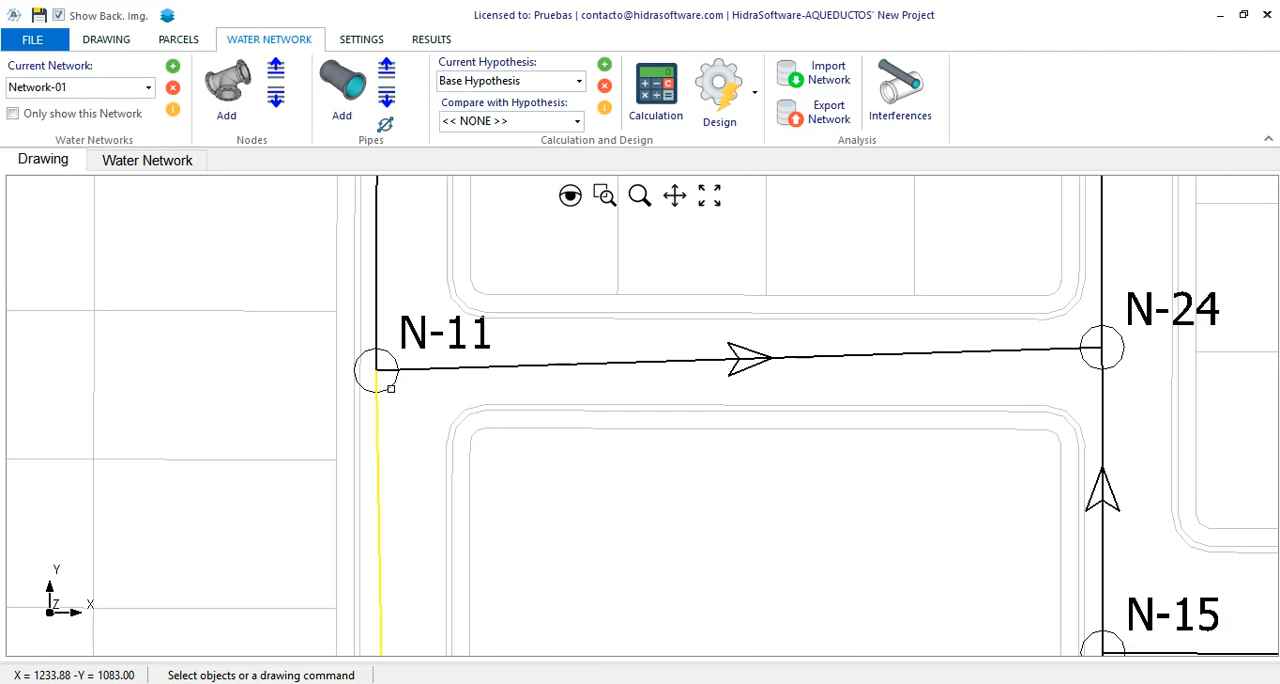 Show Back. Img.
Licensed to: Pruebas | contacto@hidrasoftware.com | HidraSoftware-AQUEDUCTOS' New Project
FILE DRAWING PARCELS WATER NETWORK SETTINGS RESULTS
Current Network:
Network-01
Only show this Network
Water Networks
Add
Nodes
Add
Pipes
Current Hypothesis:
Base Hypothesis
Compare with Hypothesis:
<< NONE >>
Calculation
Design
Calculation and Design
Import
Network
Export
Network
Interferences
Analysis
Drawing Water Network
N-24
N-11
N-15
Y
Z X
X = 1233.88 -Y = 1083.00 Select objects or a drawing command